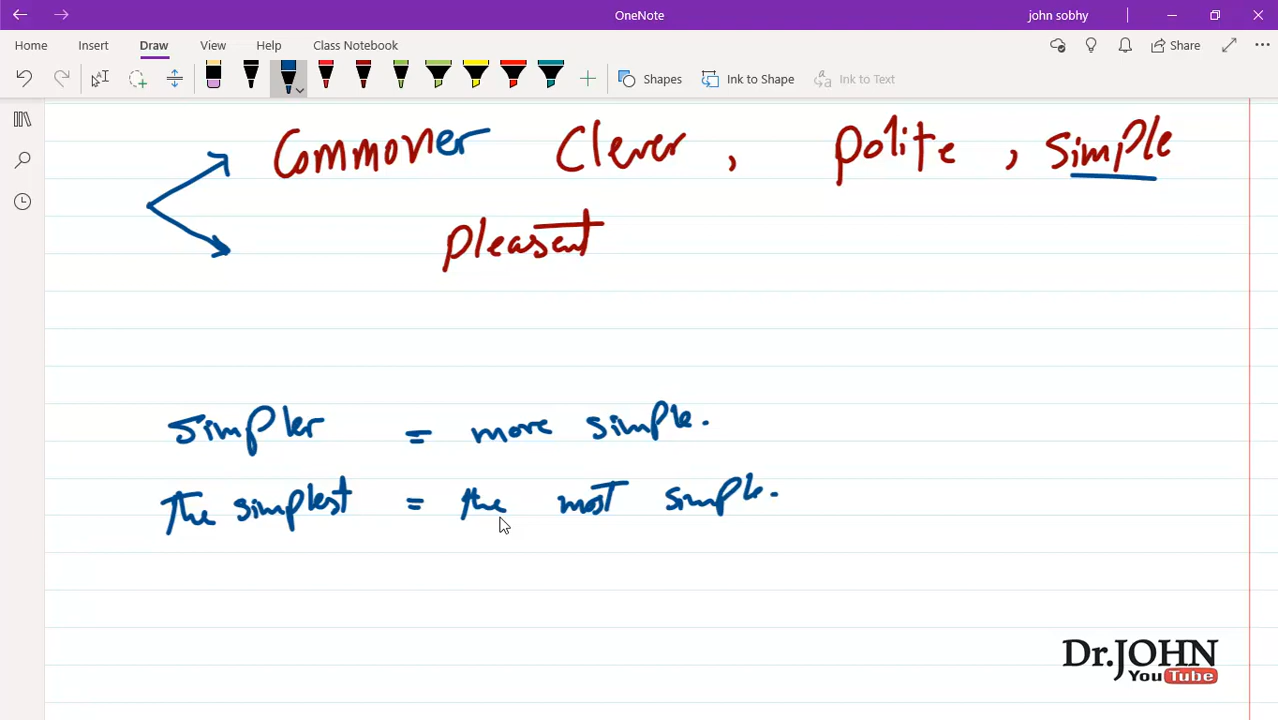 OneNote
john sobhy
Home Insert Draw View Help Class Notebook Share
Shapes Ink to Shape Ink to Text
Commoner Clever , polite , simple
pleasent
Simpler = more simple.
The simplest = the most simple.
Dr.JOHN
YouTube